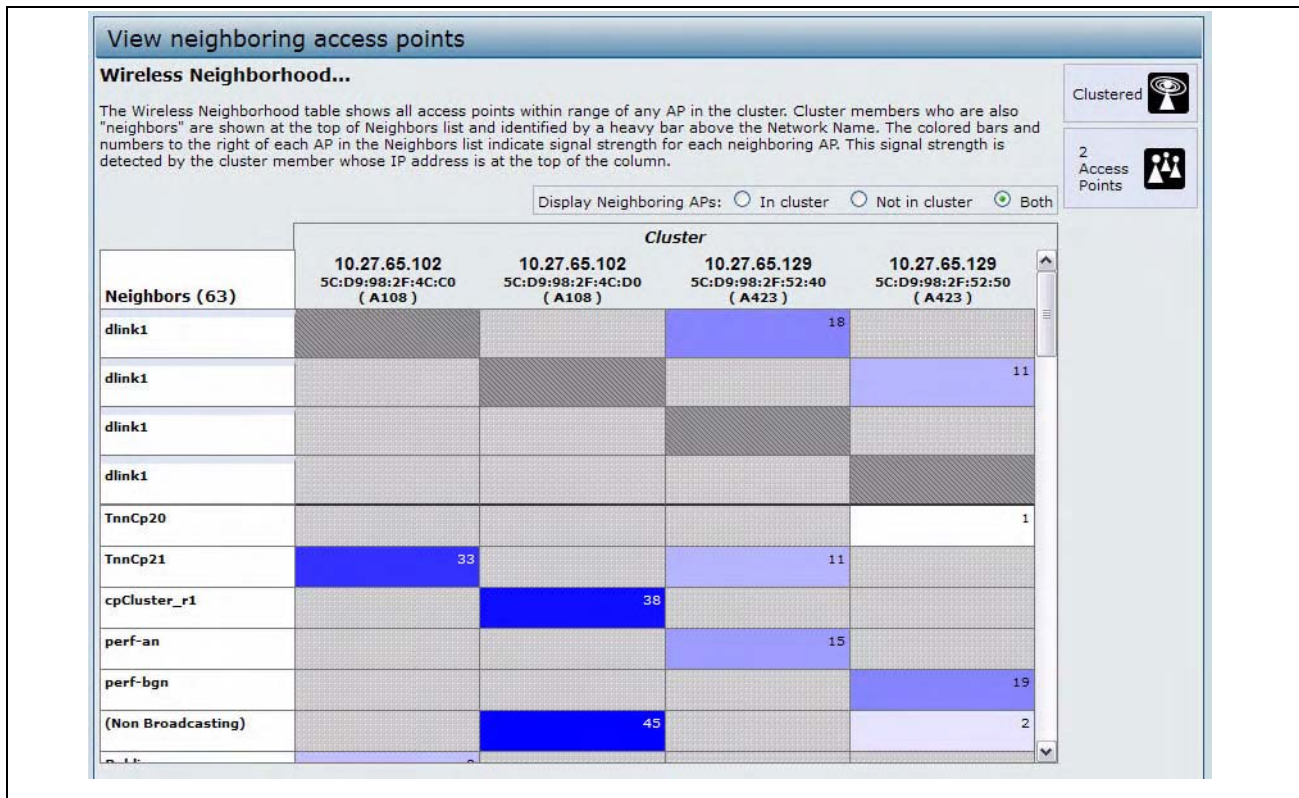 View neighboring access points
Wireless Neighborhood...
The Wireless Neighborhood table shows all access points within range of any AP in the cluster. Cluster members who are also
"neighbors" are shown at the top of Neighbors list and identified by a heavy bar above the Network Name. The colored bars and
numbers to the right of each AP in the Neighbors list indicate signal strength for each neighboring AP. This signal strength is
detected by the cluster member whose IP address is at the top of the column.
Clustered
2
Access
Points
Display Neighboring APs: In cluster Not in cluster Both
Cluster
Neighbors (63)
10.27.65.102 10.27.65.102 10.27.65.129 10.27.65.129
5C:D9:98:2F:4C:C0 5C:D9:98:2F:4C:D0 5C:D9:98:2F:52:40 5C:D9:98:2F:52:50
( A108 ) ( A108 ) ( A423 ) ( A423 )
dlink1 18
dlink1 11
dlink1
dlink1
TnnCp20 1
TnnCp21 33 11
cpCluster_r1 38
perf-an 15
perf-bgn 19
(Non Broadcasting) 45 2